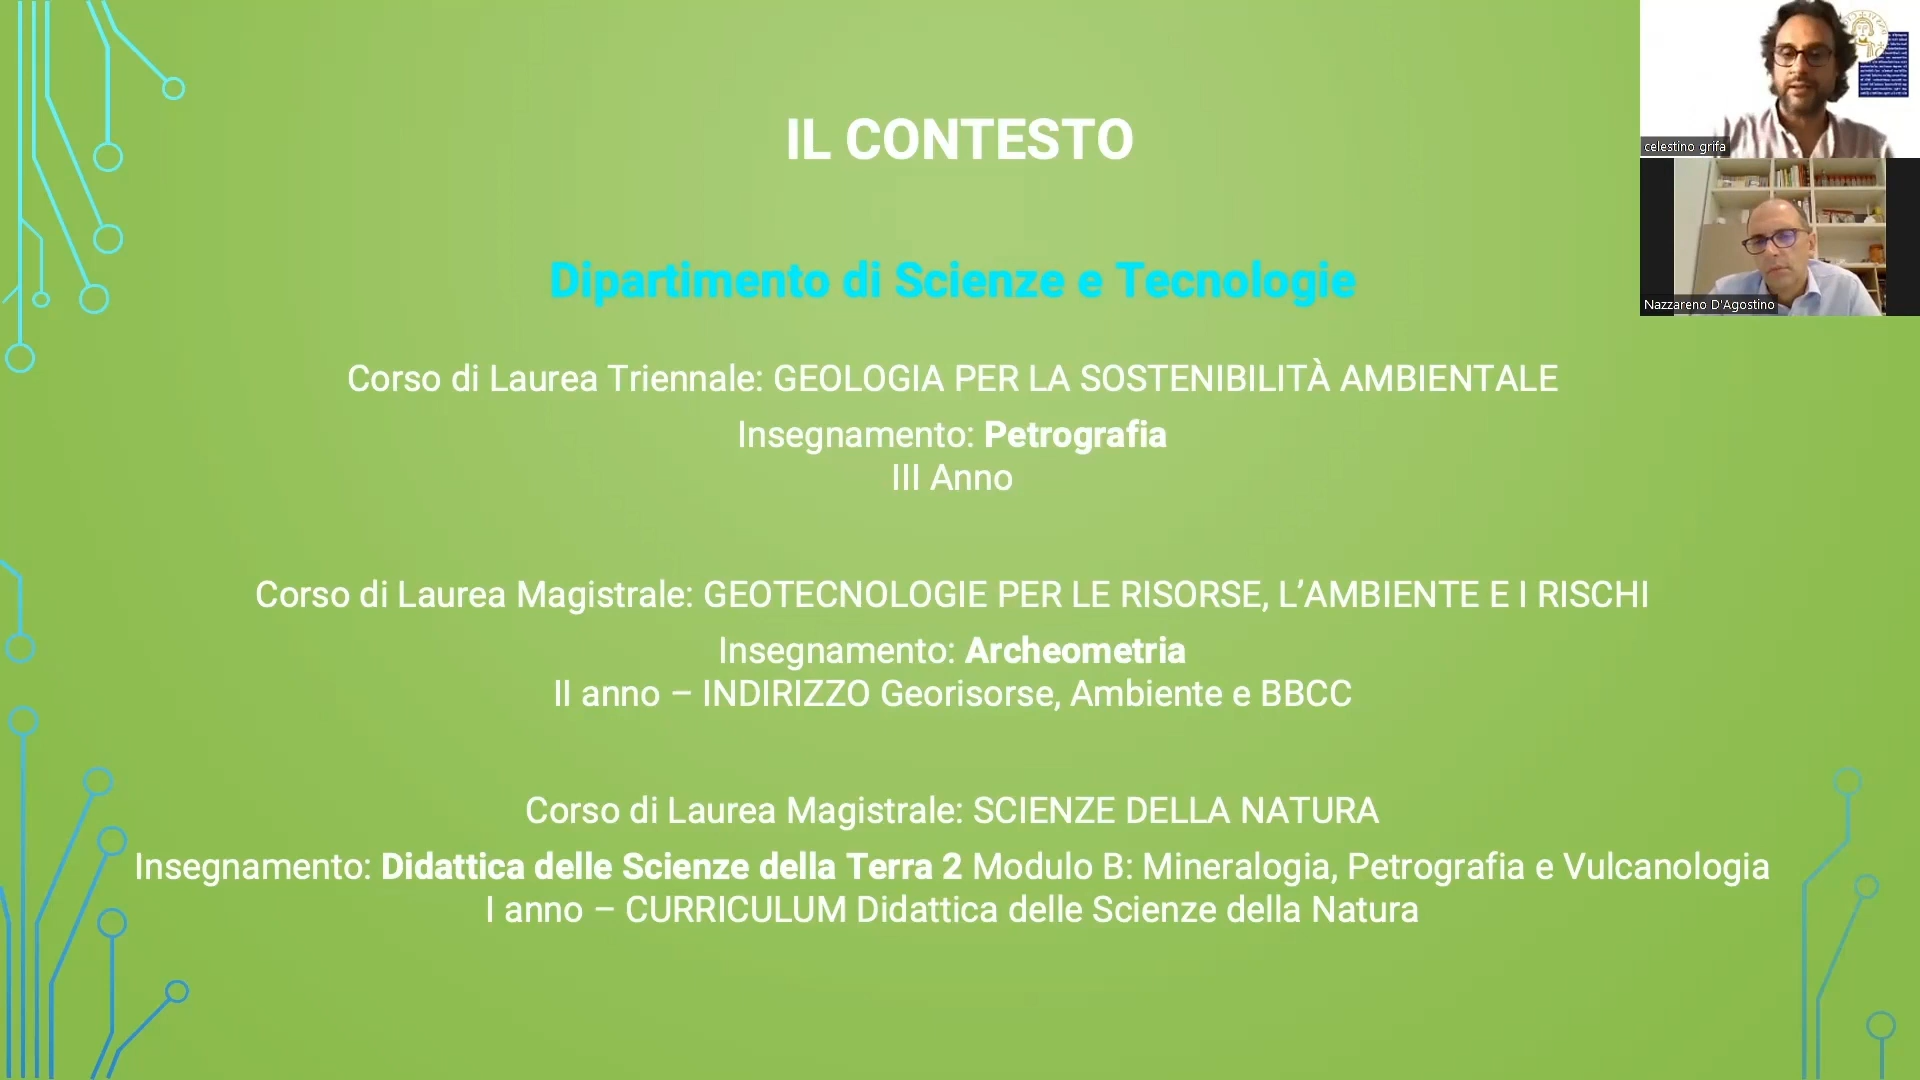 IL CONTESTO
Dipartimento di Scienze e Tecnologie
Corso di Laurea Triennale: GEOLOGIA PER LA SOSTENIBILITÀ AMBIENTALE
Insegnamento: Petrografia
III Anno
Corso di Laurea Magistrale: GEOTECNOLOGIE PER LE RISORSE, L’AMBIENTE E I RISCHI
Insegnamento: Archeometria
II anno – INDIRIZZO Georisorse, Ambiente e BBCC
Corso di Laurea Magistrale: SCIENZE DELLA NATURA
Insegnamento: Didattica delle Scienze della Terra 2 Modulo B: Mineralogia, Petrografia e Vulcanologia
I anno – CURRICULUM Didattica delle Scienze della Natura
celestino grifa
Nazzareno D'Agostino